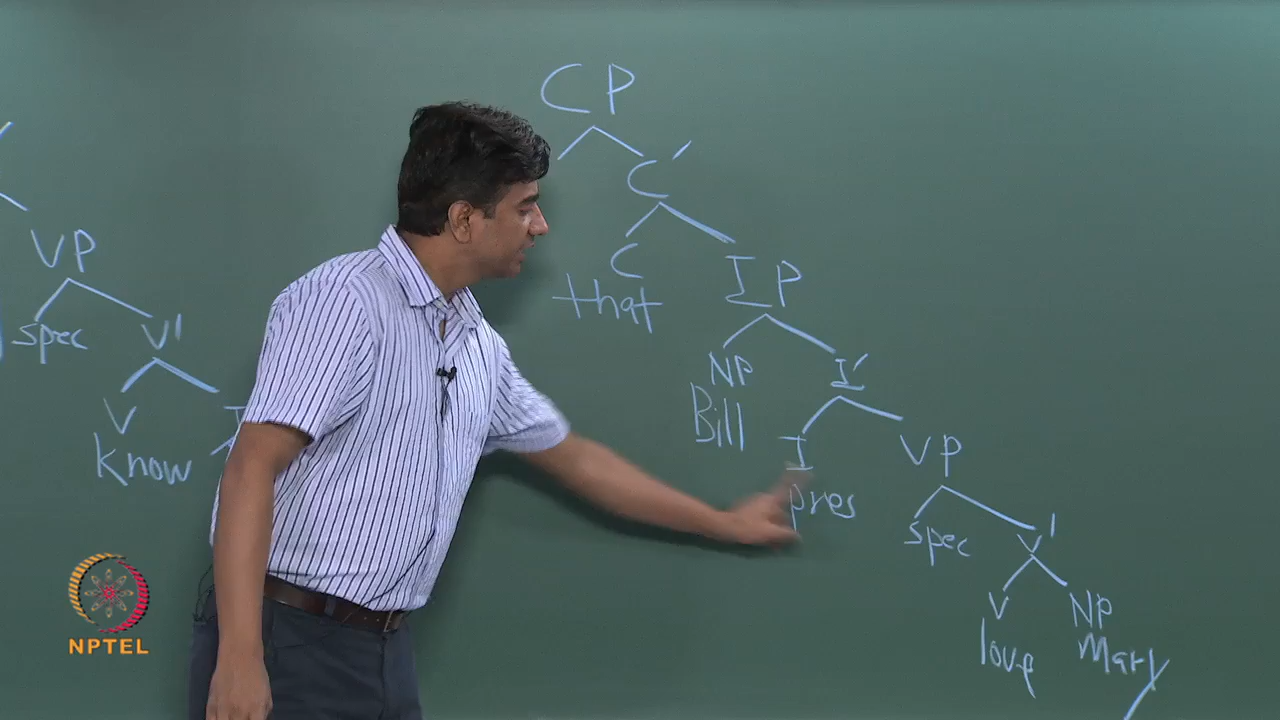 CP
C'
C IP
that
NP I'
Bill
I VP
pres
spec V'
V NP
love Mary
VP
spec V'
V
know
NPTEL